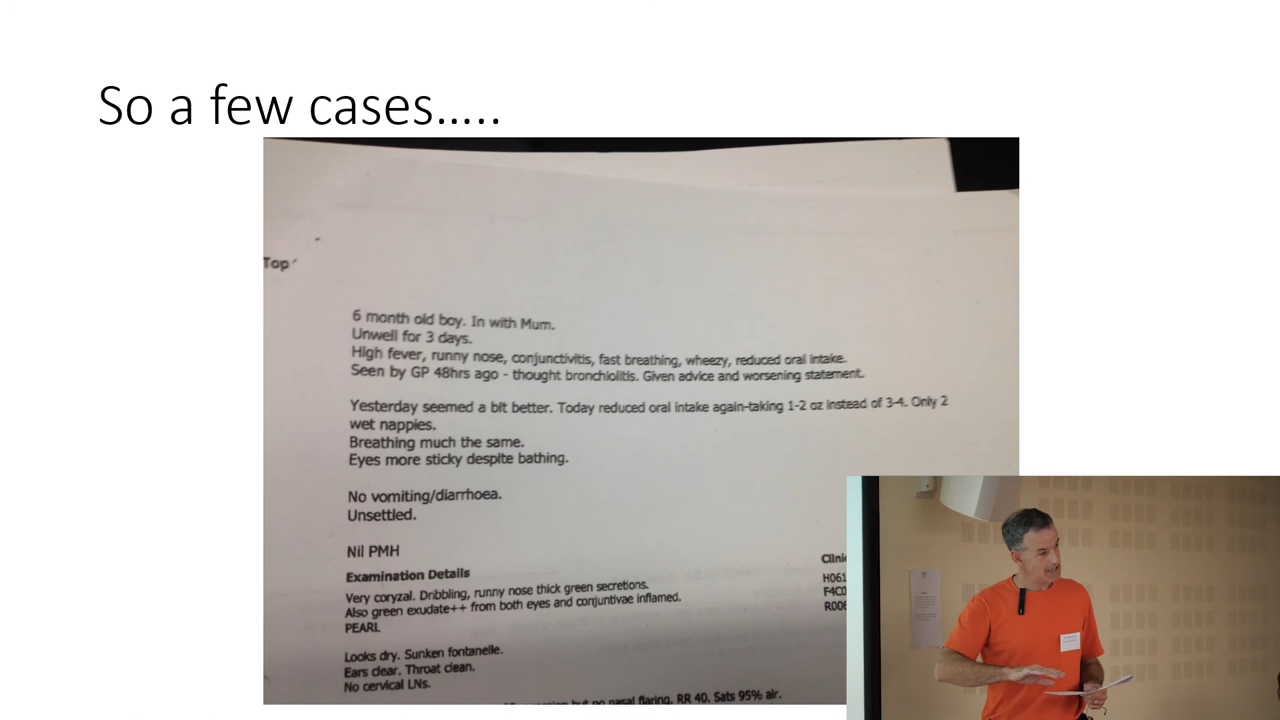 So a few cases.....
Top
6 month old boy. In with Mum.
Unwell for 3 days.
High fever, runny nose, conjunctivitis, fast breathing, wheezy, reduced oral intake.
Seen by GP 48hrs ago - thought bronchiolitis. Given advice and worsening statement.
Yesterday seemed a bit better. Today reduced oral intake again-taking 1-2 oz instead of 3-4. Only 2
wet nappies.
Breathing much the same.
Eyes more sticky despite bathing.
No vomiting/diarrhoea.
Unsettled.
Nil PMH
Examination Details
Very coryzal. Dribbling, runny nose thick green secretions.
Also green exudate++ from both eyes and conjuntivae inflamed.
PEARL
Looks dry. Sunken fontanelle.
Ears clear. Throat clean.
No cervical LNs.
but no nasal flaring. RR 40. Sats 95% air.
Clini
H061
F4C0
R006